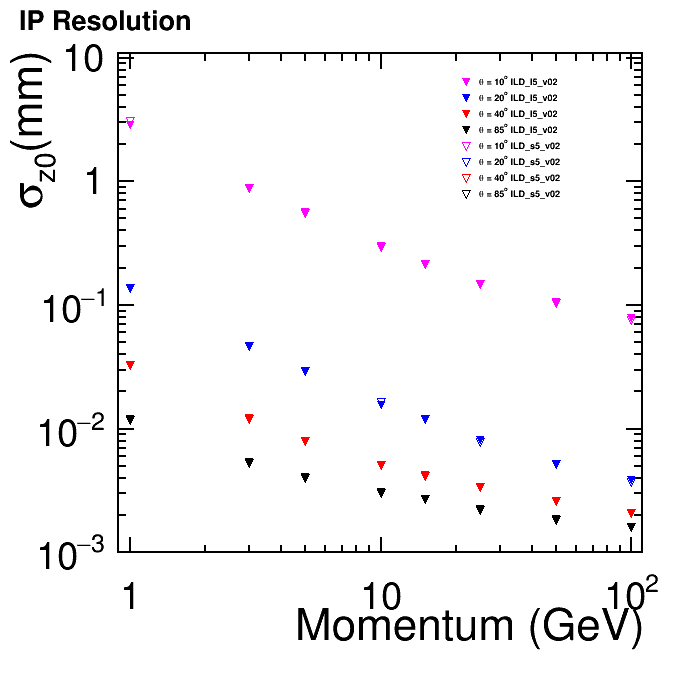 IP Resolution
σz0(mm)
10
1
10−1
10−2
10−3
θ = 10° ILD_l5_v02
θ = 20° ILD_l5_v02
θ = 40° ILD_l5_v02
θ = 85° ILD_l5_v02
θ = 10° ILD_s5_v02
θ = 20° ILD_s5_v02
θ = 40° ILD_s5_v02
θ = 85° ILD_s5_v02
1 10 10²
Momentum (GeV)